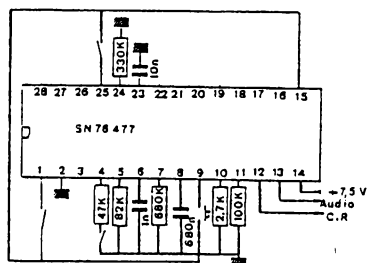 330K
10n
28 27 26 25 24 23 22 21 20 19 18 17 16 15
SN 76 477
1 2 3 4 5 6 7 8 9 10 11 12 13 14
47K
82K
1n
680K
680n
2.7K
100K
+7,5 V
Audio
C.R